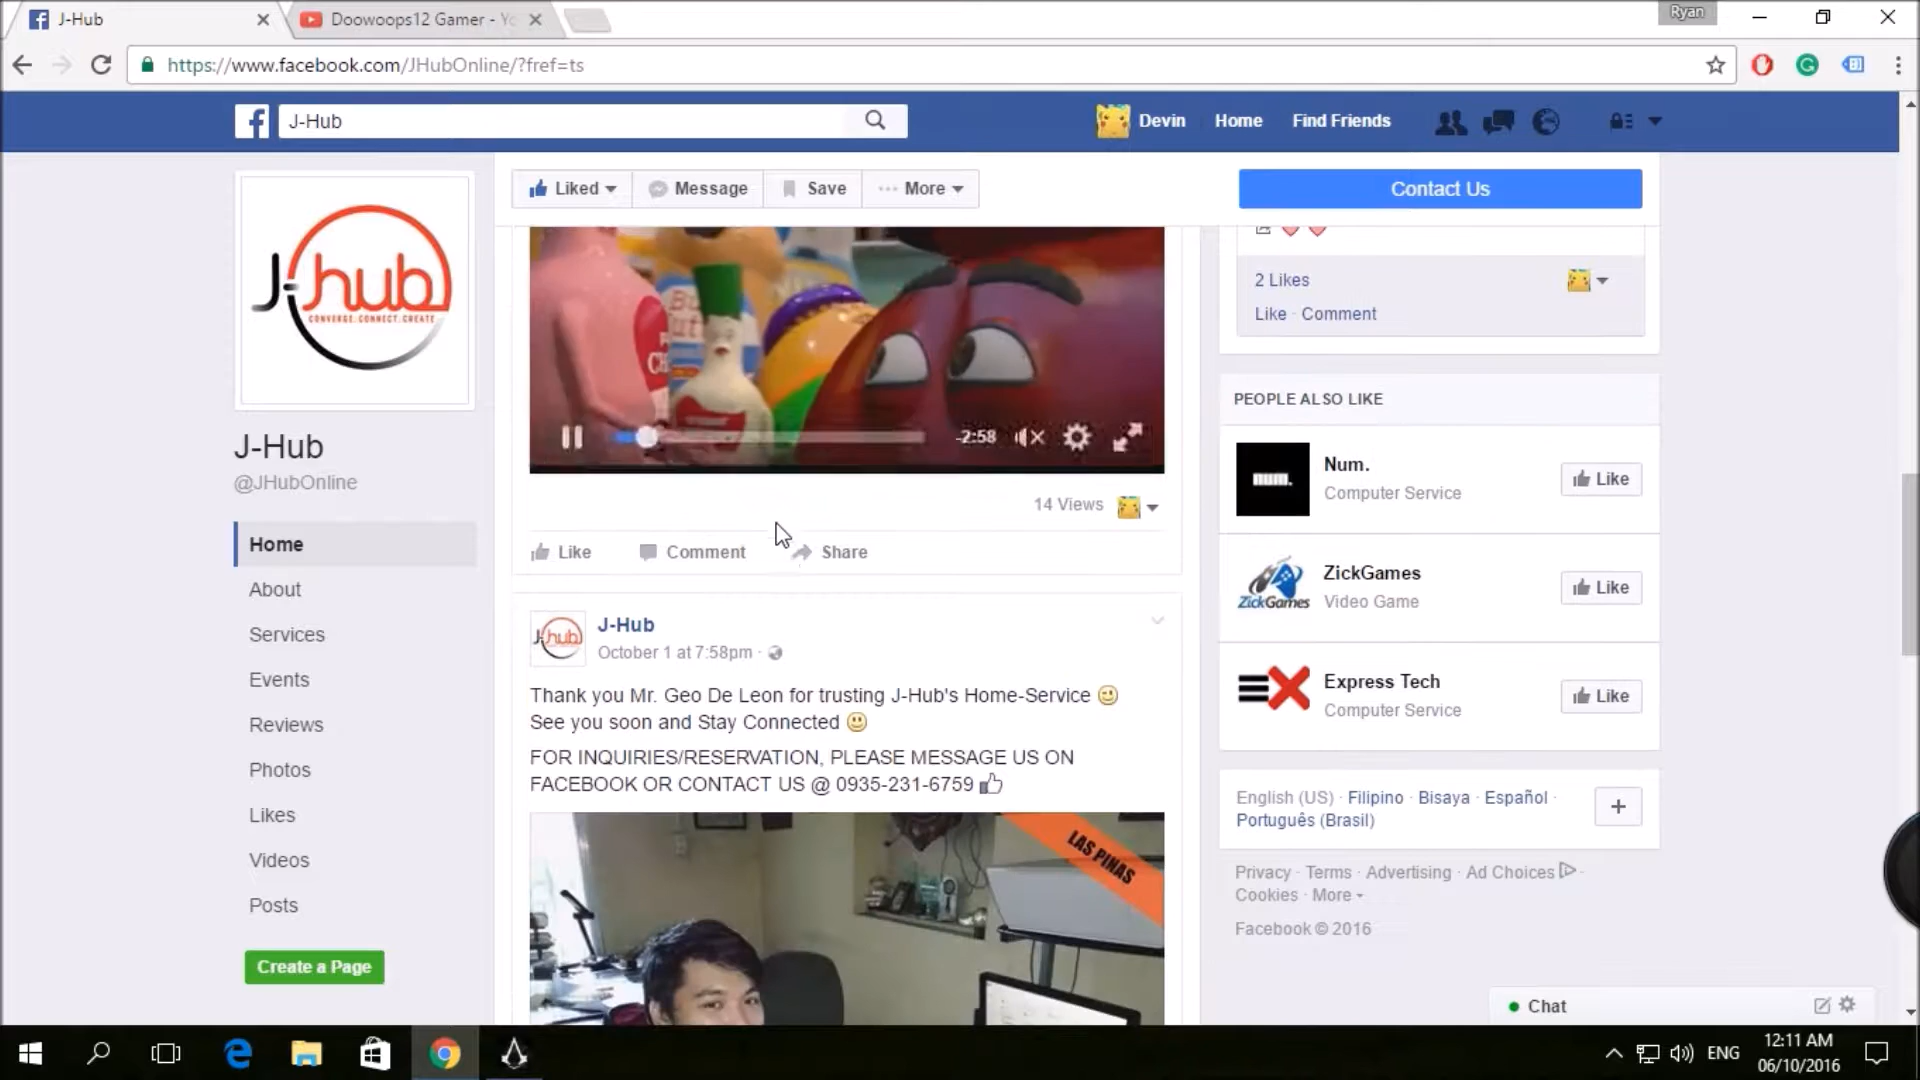 J-Hub
Doowoops12 Gamer - Yo
Ryan
https://www.facebook.com/JHubOnline/?fref=ts
J-Hub
Devin
Home
Find Friends
Liked
Message
Save
More
Contact Us
J-hub
CONVERGE. CONNECT. CREATE.
J-Hub
@JHubOnline
Home
About
Services
Events
Reviews
Photos
Likes
Videos
Posts
Create a Page
-2:58
14 Views
Like
Comment
Share
J-hub
J-Hub
October 1 at 7:58pm ·
Thank you Mr. Geo De Leon for trusting J-Hub's Home-Service
See you soon and Stay Connected
FOR INQUIRIES/RESERVATION, PLEASE MESSAGE US ON
FACEBOOK OR CONTACT US @ 0935-231-6759
LAS PINAS
2 Likes
Like · Comment
PEOPLE ALSO LIKE
num.
Num.
Computer Service
Like
ZickGames
ZickGames
Video Game
Like
Express Tech
Computer Service
Like
English (US) · Filipino · Bisaya · Español ·
Português (Brasil)
Privacy · Terms · Advertising · Ad Choices ·
Cookies · More
Facebook © 2016
Chat
ENG
12:11 AM
06/10/2016